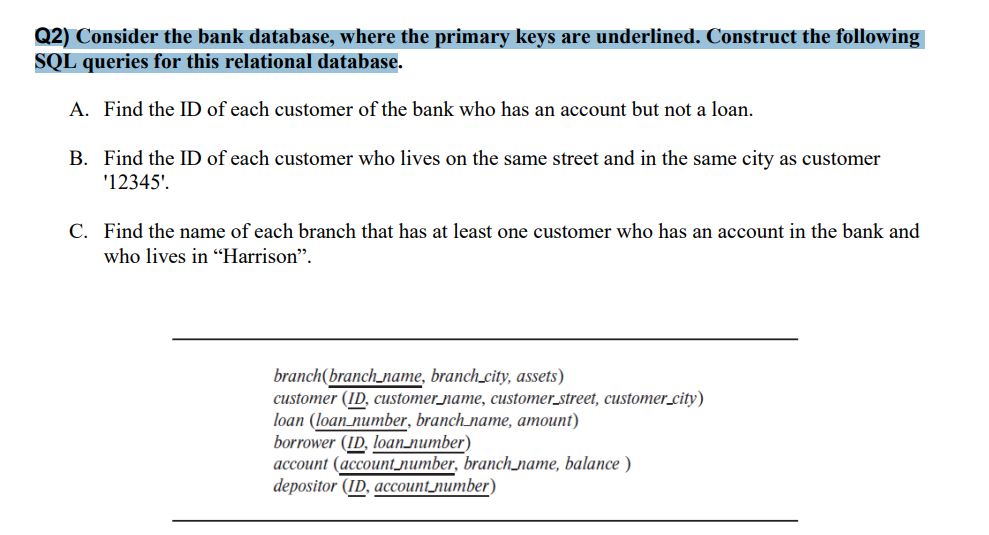 Q2) Consider the bank database, where the primary keys are underlined. Construct the following
SQL queries for this relational database.
A. Find the ID of each customer of the bank who has an account but not a loan.
B. Find the ID of each customer who lives on the same street and in the same city as customer
'12345'.
C. Find the name of each branch that has at least one customer who has an account in the bank and
who lives in “Harrison”.
branch(branch_name, branch_city, assets)
customer (ID, customer_name, customer_street, customer_city)
loan (loan_number, branch_name, amount)
borrower (ID, loan_number)
account (account_number, branch_name, balance )
depositor (ID, account_number)